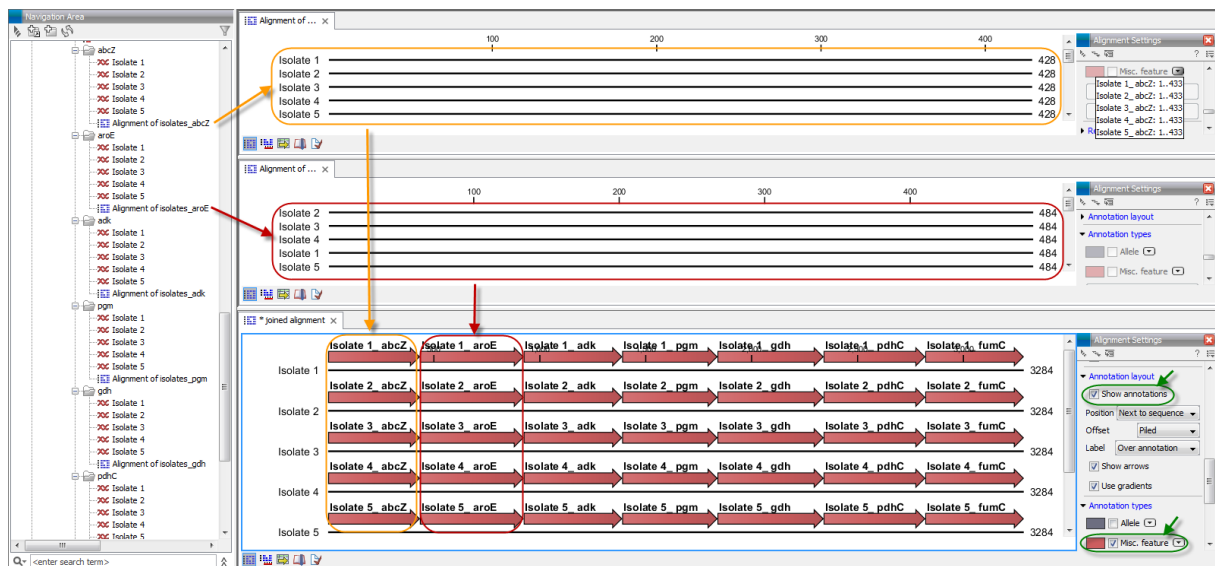 Navigation Area
abcZ
Isolate 1
Isolate 2
Isolate 3
Isolate 4
Isolate 5
Alignment of isolates_abcZ
aroE
Isolate 1
Isolate 2
Isolate 3
Isolate 4
Isolate 5
Alignment of isolates_aroE
adk
Isolate 1
Isolate 2
Isolate 3
Isolate 4
Isolate 5
Alignment of isolates_adk
pgm
Isolate 1
Isolate 2
Isolate 3
Isolate 4
Isolate 5
Alignment of isolates_pgm
gdh
Isolate 1
Isolate 2
Isolate 3
Isolate 4
Isolate 5
Alignment of isolates_gdh
pdhC
Isolate 1
Isolate 2
Isolate 3
Isolate 4
Isolate 5
<enter search term>
Alignment of ...
100 200 300 400
Isolate 1 428
Isolate 2 428
Isolate 3 428
Isolate 4 428
Isolate 5 428
Alignment Settings
Misc. feature
Isolate 1_ abcZ: 1..433
Isolate 2_ abcZ: 1..433
Isolate 3_ abcZ: 1..433
Isolate 4_ abcZ: 1..433
Isolate 5_ abcZ: 1..433
Alignment of ...
100 200 300 400
Isolate 2 484
Isolate 3 484
Isolate 4 484
Isolate 1 484
Isolate 5 484
Alignment Settings
Annotation layout
Annotation types
Allele
Misc. feature
* joined alignment
Isolate 1_ abcZ Isolate 1_ aroE Isolate 1_ adk Isolate 1_ pgm Isolate 1_ gdh Isolate 1_ pdhC Isolate 1_ fumC
Isolate 1 3284
Isolate 2_ abcZ Isolate 2_ aroE Isolate 2_ adk Isolate 2_ pgm Isolate 2_ gdh Isolate 2_ pdhC Isolate 2_ fumC
Isolate 2 3284
Isolate 3_ abcZ Isolate 3_ aroE Isolate 3_ adk Isolate 3_ pgm Isolate 3_ gdh Isolate 3_ pdhC Isolate 3_ fumC
Isolate 3 3284
Isolate 4_ abcZ Isolate 4_ aroE Isolate 4_ adk Isolate 4_ pgm Isolate 4_ gdh Isolate 4_ pdhC Isolate 4_ fumC
Isolate 4 3284
Isolate 5_ abcZ Isolate 5_ aroE Isolate 5_ adk Isolate 5_ pgm Isolate 5_ gdh Isolate 5_ pdhC Isolate 5_ fumC
Isolate 5 3284
Alignment Settings
Annotation layout
Show annotations
Position Next to sequence
Offset Piled
Label Over annotation
Show arrows
Use gradients
Annotation types
Allele
Misc. feature